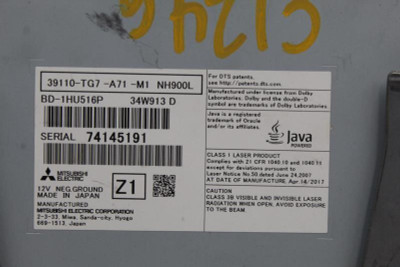 39110-TG7 -A71 -M1 NH900L
BD-1HU516P 34W913 D
SERIAL 74145191
MITSUBISHI
ELECTRIC
12V NEG.GROUND
MADE IN JAPAN
Z1
MITSUBISHI ELECTRIC CORPORATION
2-3-33, Miwa, Sanda-city, Hyogo
669-1513, Japan
For DTS patents,
see http://patents.dts.com.
Manufactured under license from Dolby
Laboratories. Dolby and the double-D
symbol are trademarks of Dolby Laboratories.
Java is a registered
trademark of Oracle
and/or its affiliates.
Java
POWERED
CLASS 1 LASER PRODUCT
Complies with 21 CFR 1040.10 and 1040.11
except for deviations pursuant to
Laser Notice No.50, dated June 24, 2007
AT DATE OF MANUFACTURE. Apr/14/2017
CLASS 3B VISIBLE AND INVISIBLE LASER
RADIATION WHEN OPEN. AVOID EXPOSURE
TO THE BEAM.